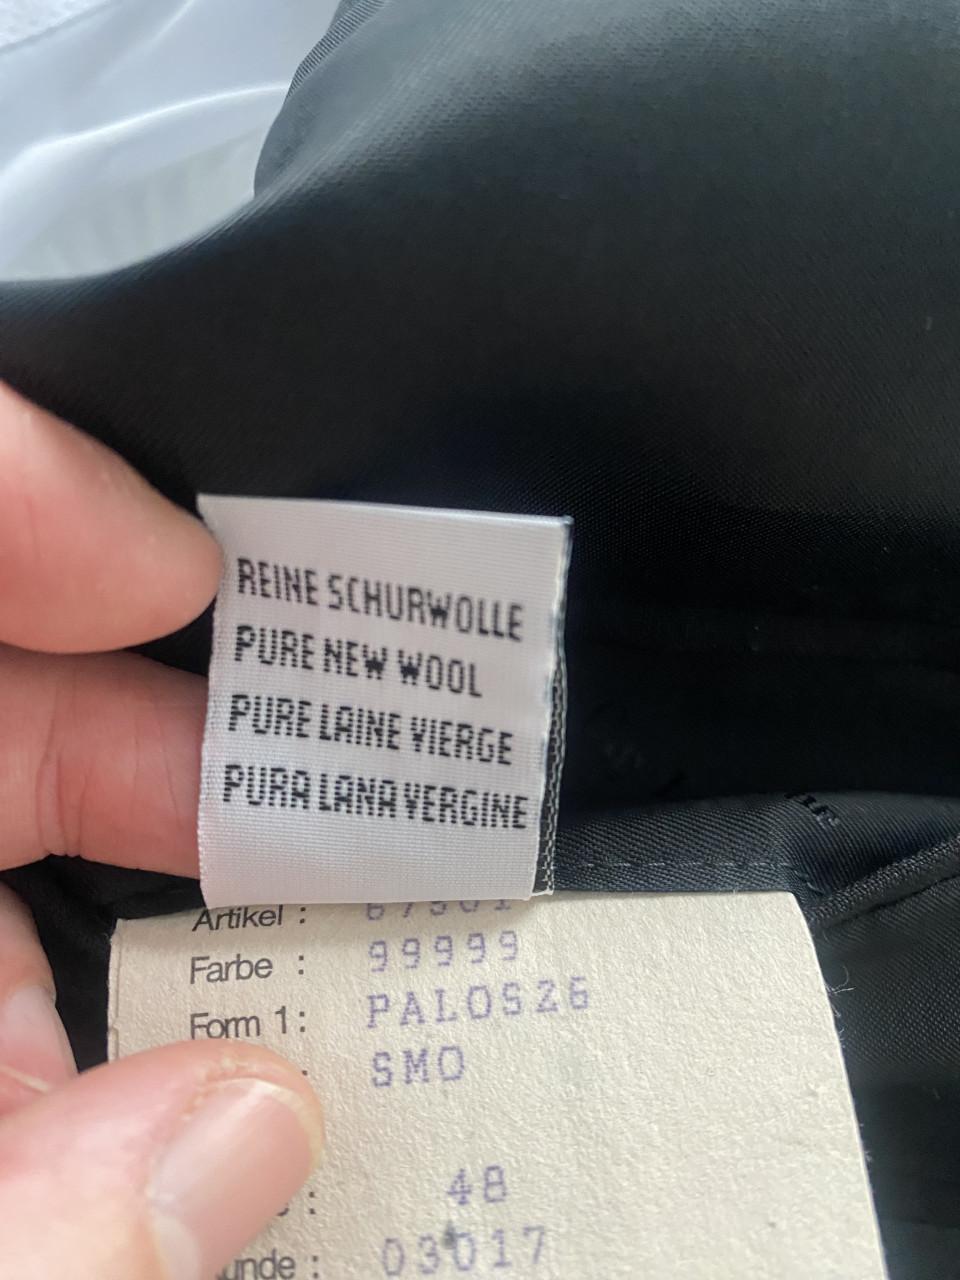 REINE SCHURWOLLE
PURE NEW WOOL
PURE LAINE VIERGE
PURA LANA VERGINE
Artikel :
Farbe : 99999
Form 1: PALOS26
: SMO
: 48
unde : 03017